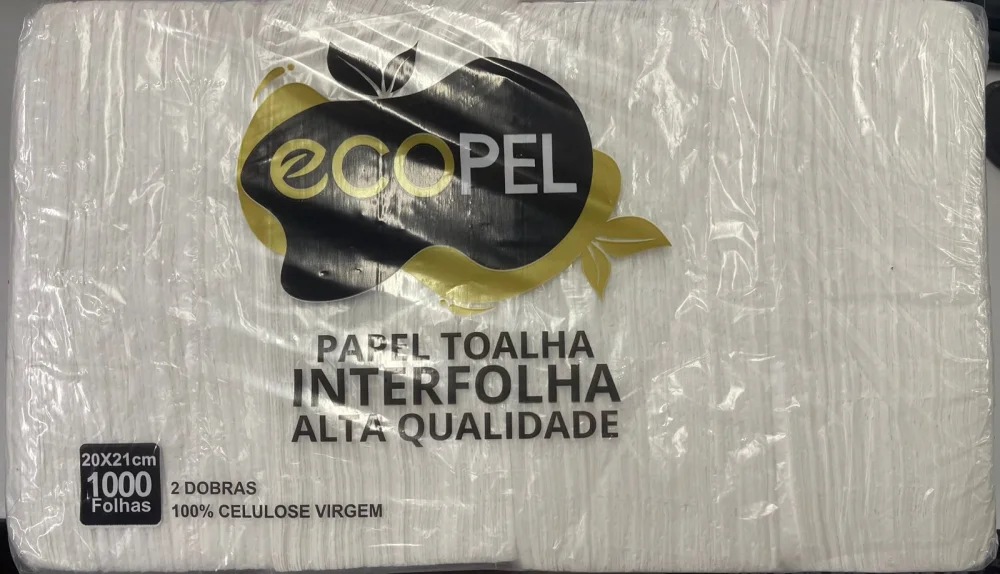 ecoPEL
PAPEL TOALHA
INTERFOLHA
ALTA QUALIDADE
20X21cm
1000
Folhas
2 DOBRAS
100% CELULOSE VIRGEM